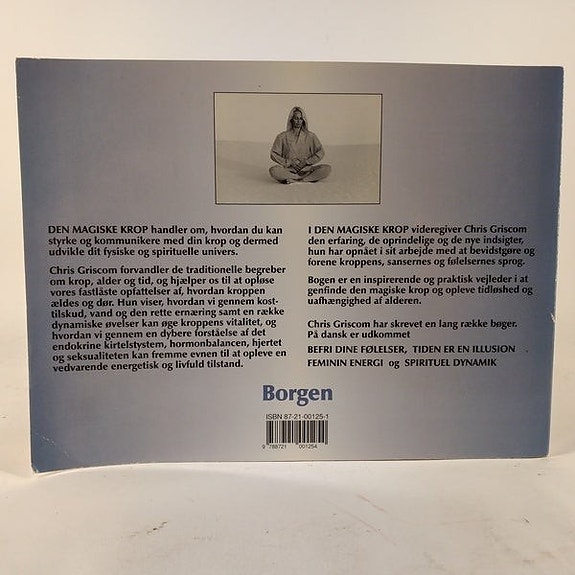 DEN MAGISKE KROP handler om, hvordan du kan
styrke og kommunikere med din krop og dermed
udvikle dit fysiske og spirituelle univers.
Chris Griscom forvandler de traditionelle begreber
om krop, alder og tid, og hjælper os til at opløse
vores fastlåste opfattelser af, hvordan kroppen
ældes og dør. Hun viser, hvordan vi gennem kost-
tilskud, vand og den rette ernæring samt en række
dynamiske øvelser kan øge kroppens vitalitet, og
hvordan vi gennem en dybere forståelse af det
endokrine kirtelsystem, hormonbalancen, hjertet
og seksualiteten kan fremme evnen til at opleve en
vedvarende energetisk og livfuld tilstand.
I DEN MAGISKE KROP videregiver Chris Griscom
den erfaring, de oprindelige og de nye indsigter,
hun har opnået i sit arbejde med at bevidstgøre og
forene kroppens, sansernes og følelsernes sprog.
Bogen er en inspirerende og praktisk vejleder i at
genfinde den magiske krop og opleve tidløshed og
uafhængighed af alderen.
Chris Griscom har skrevet en lang række bøger.
På dansk er udkommet
BEFRI DINE FØLELSER, TIDEN ER EN ILLUSION
FEMININ ENERGI og SPIRITUEL DYNAMIK
Borgen
ISBN 87-21-00125-1
9 788721 001254